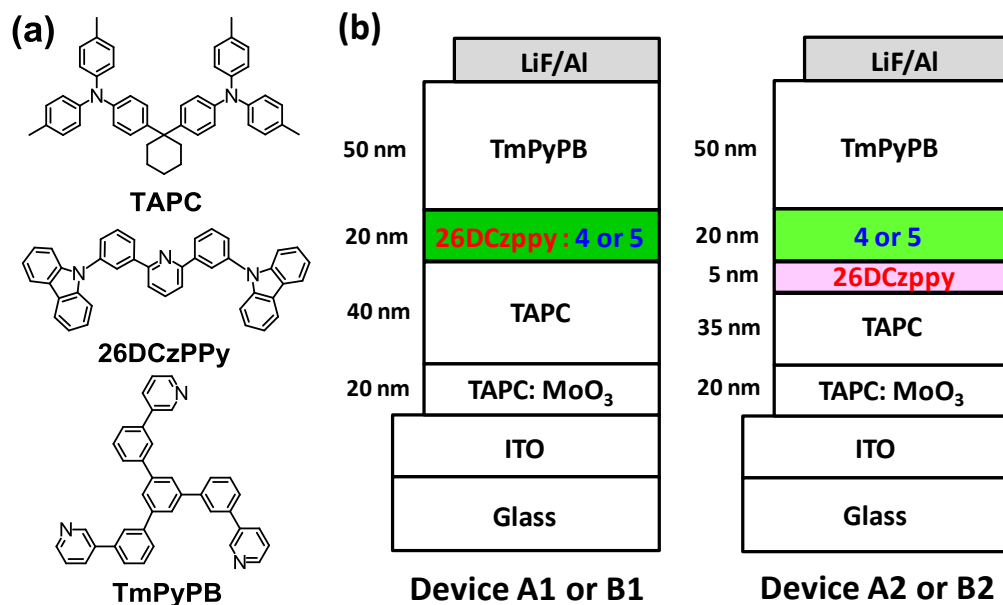 (a)
N
N
TAPC
N
N
N
26DCzPPy
N
N
N
TmPyPB
(b)
LiF/Al
50 nm
TmPyPB
20 nm
26DCzppy : 4 or 5
40 nm
TAPC
20 nm
TAPC: MoO3
ITO
Glass
Device A1 or B1
LiF/Al
50 nm
TmPyPB
20 nm
4 or 5
5 nm
26DCzppy
35 nm
TAPC
20 nm
TAPC: MoO3
ITO
Glass
Device A2 or B2